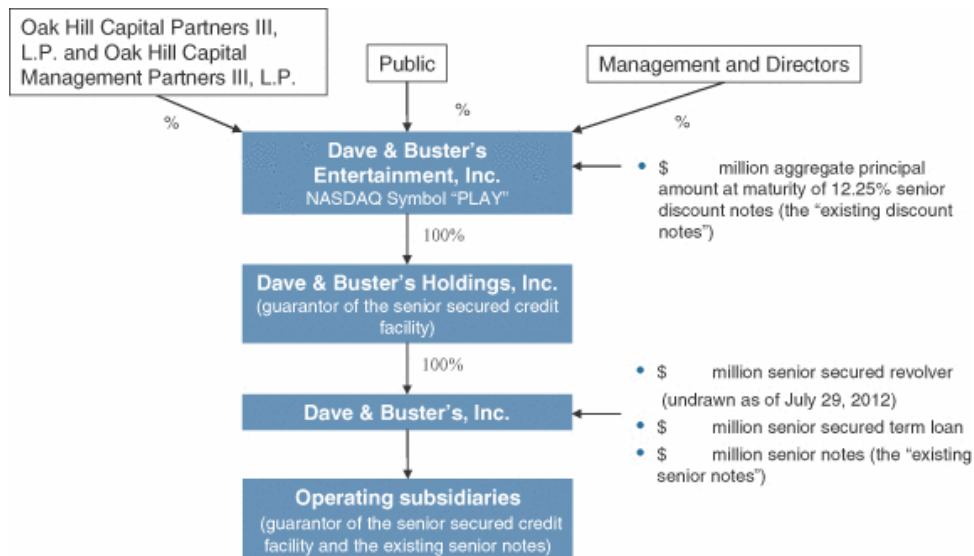 Oak Hill Capital Partners III,
L.P. and Oak Hill Capital
Management Partners III, L.P.
Public
Management and Directors
%
%
%
Dave & Buster's
Entertainment, Inc.
NASDAQ Symbol “PLAY”
• $ million aggregate principal
amount at maturity of 12.25% senior
discount notes (the “existing discount
notes”)
100%
Dave & Buster's Holdings, Inc.
(guarantor of the senior secured credit
facility)
100%
Dave & Buster's, Inc.
• $ million senior secured revolver
(undrawn as of July 29, 2012)
• $ million senior secured term loan
• $ million senior notes (the “existing
senior notes”)
Operating subsidiaries
(guarantor of the senior secured credit
facility and the existing senior notes)